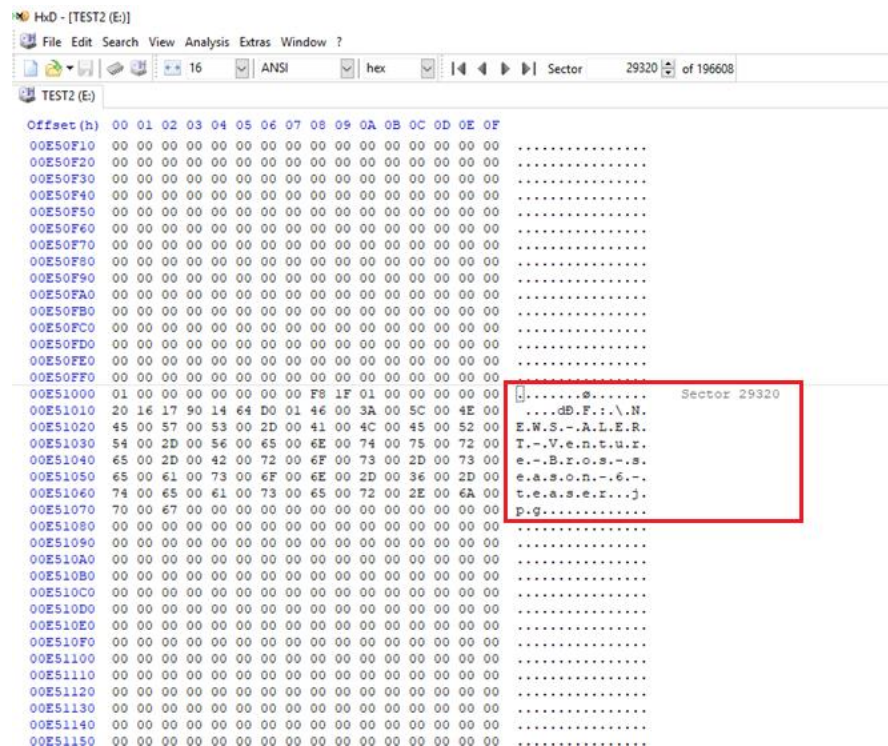 HxD - [TEST2 (E:)]
File Edit Search View Analysis Extras Window ?
16 ANSI hex Sector 29320 of 196608
TEST2 (E:)
Offset(h) 00 01 02 03 04 05 06 07 08 09 0A 0B 0C 0D 0E 0F
00E50F10 00 00 00 00 00 00 00 00 00 00 00 00 00 00 00 00 ................
00E50F20 00 00 00 00 00 00 00 00 00 00 00 00 00 00 00 00 ................
00E50F30 00 00 00 00 00 00 00 00 00 00 00 00 00 00 00 00 ................
00E50F40 00 00 00 00 00 00 00 00 00 00 00 00 00 00 00 00 ................
00E50F50 00 00 00 00 00 00 00 00 00 00 00 00 00 00 00 00 ................
00E50F60 00 00 00 00 00 00 00 00 00 00 00 00 00 00 00 00 ................
00E50F70 00 00 00 00 00 00 00 00 00 00 00 00 00 00 00 00 ................
00E50F80 00 00 00 00 00 00 00 00 00 00 00 00 00 00 00 00 ................
00E50F90 00 00 00 00 00 00 00 00 00 00 00 00 00 00 00 00 ................
00E50FA0 00 00 00 00 00 00 00 00 00 00 00 00 00 00 00 00 ................
00E50FB0 00 00 00 00 00 00 00 00 00 00 00 00 00 00 00 00 ................
00E50FC0 00 00 00 00 00 00 00 00 00 00 00 00 00 00 00 00 ................
00E50FD0 00 00 00 00 00 00 00 00 00 00 00 00 00 00 00 00 ................
00E50FE0 00 00 00 00 00 00 00 00 00 00 00 00 00 00 00 00 ................
00E50FF0 00 00 00 00 00 00 00 00 00 00 00 00 00 00 00 00 ................
00E51000 01 00 00 00 00 00 00 00 F8 1F 01 00 00 00 00 00 ........ø....... Sector 29320
00E51010 20 16 17 90 14 64 D0 01 46 00 3A 00 5C 00 4E 00 ....dÐ.F.:.\.N.
00E51020 45 00 57 00 53 00 2D 00 41 00 4C 00 45 00 52 00 E.W.S.-.A.L.E.R.
00E51030 54 00 2D 00 56 00 65 00 6E 00 74 00 75 00 72 00 T.-.V.e.n.t.u.r.
00E51040 65 00 2D 00 42 00 72 00 6F 00 73 00 2D 00 73 00 e.-.B.r.o.s.-.s.
00E51050 65 00 61 00 73 00 6F 00 6E 00 2D 00 36 00 2D 00 e.a.s.o.n.-.6.-.
00E51060 74 00 65 00 61 00 73 00 65 00 72 00 2E 00 6A 00 t.e.a.s.e.r...j.
00E51070 70 00 67 00 00 00 00 00 00 00 00 00 00 00 00 00 p.g.............
00E51080 00 00 00 00 00 00 00 00 00 00 00 00 00 00 00 00 ................
00E51090 00 00 00 00 00 00 00 00 00 00 00 00 00 00 00 00 ................
00E510A0 00 00 00 00 00 00 00 00 00 00 00 00 00 00 00 00 ................
00E510B0 00 00 00 00 00 00 00 00 00 00 00 00 00 00 00 00 ................
00E510C0 00 00 00 00 00 00 00 00 00 00 00 00 00 00 00 00 ................
00E510D0 00 00 00 00 00 00 00 00 00 00 00 00 00 00 00 00 ................
00E510E0 00 00 00 00 00 00 00 00 00 00 00 00 00 00 00 00 ................
00E510F0 00 00 00 00 00 00 00 00 00 00 00 00 00 00 00 00 ................
00E51100 00 00 00 00 00 00 00 00 00 00 00 00 00 00 00 00 ................
00E51110 00 00 00 00 00 00 00 00 00 00 00 00 00 00 00 00 ................
00E51120 00 00 00 00 00 00 00 00 00 00 00 00 00 00 00 00 ................
00E51130 00 00 00 00 00 00 00 00 00 00 00 00 00 00 00 00 ................
00E51140 00 00 00 00 00 00 00 00 00 00 00 00 00 00 00 00 ................
00E51150 00 00 00 00 00 00 00 00 00 00 00 00 00 00 00 00 ................